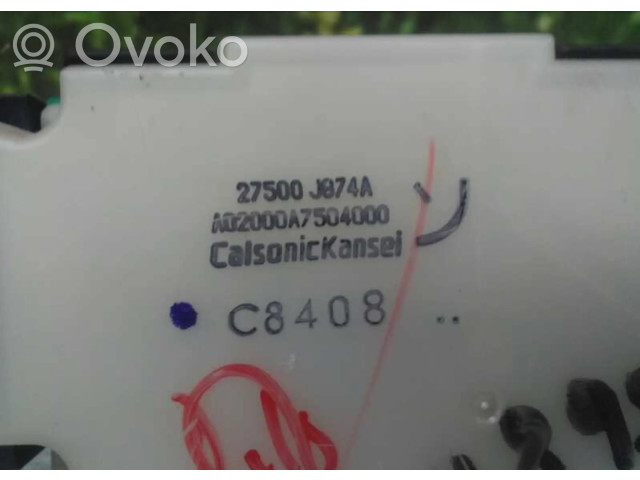 Ovoko
27500 J874A
A02000A7504000
CalsonicKansei
C8408 ..